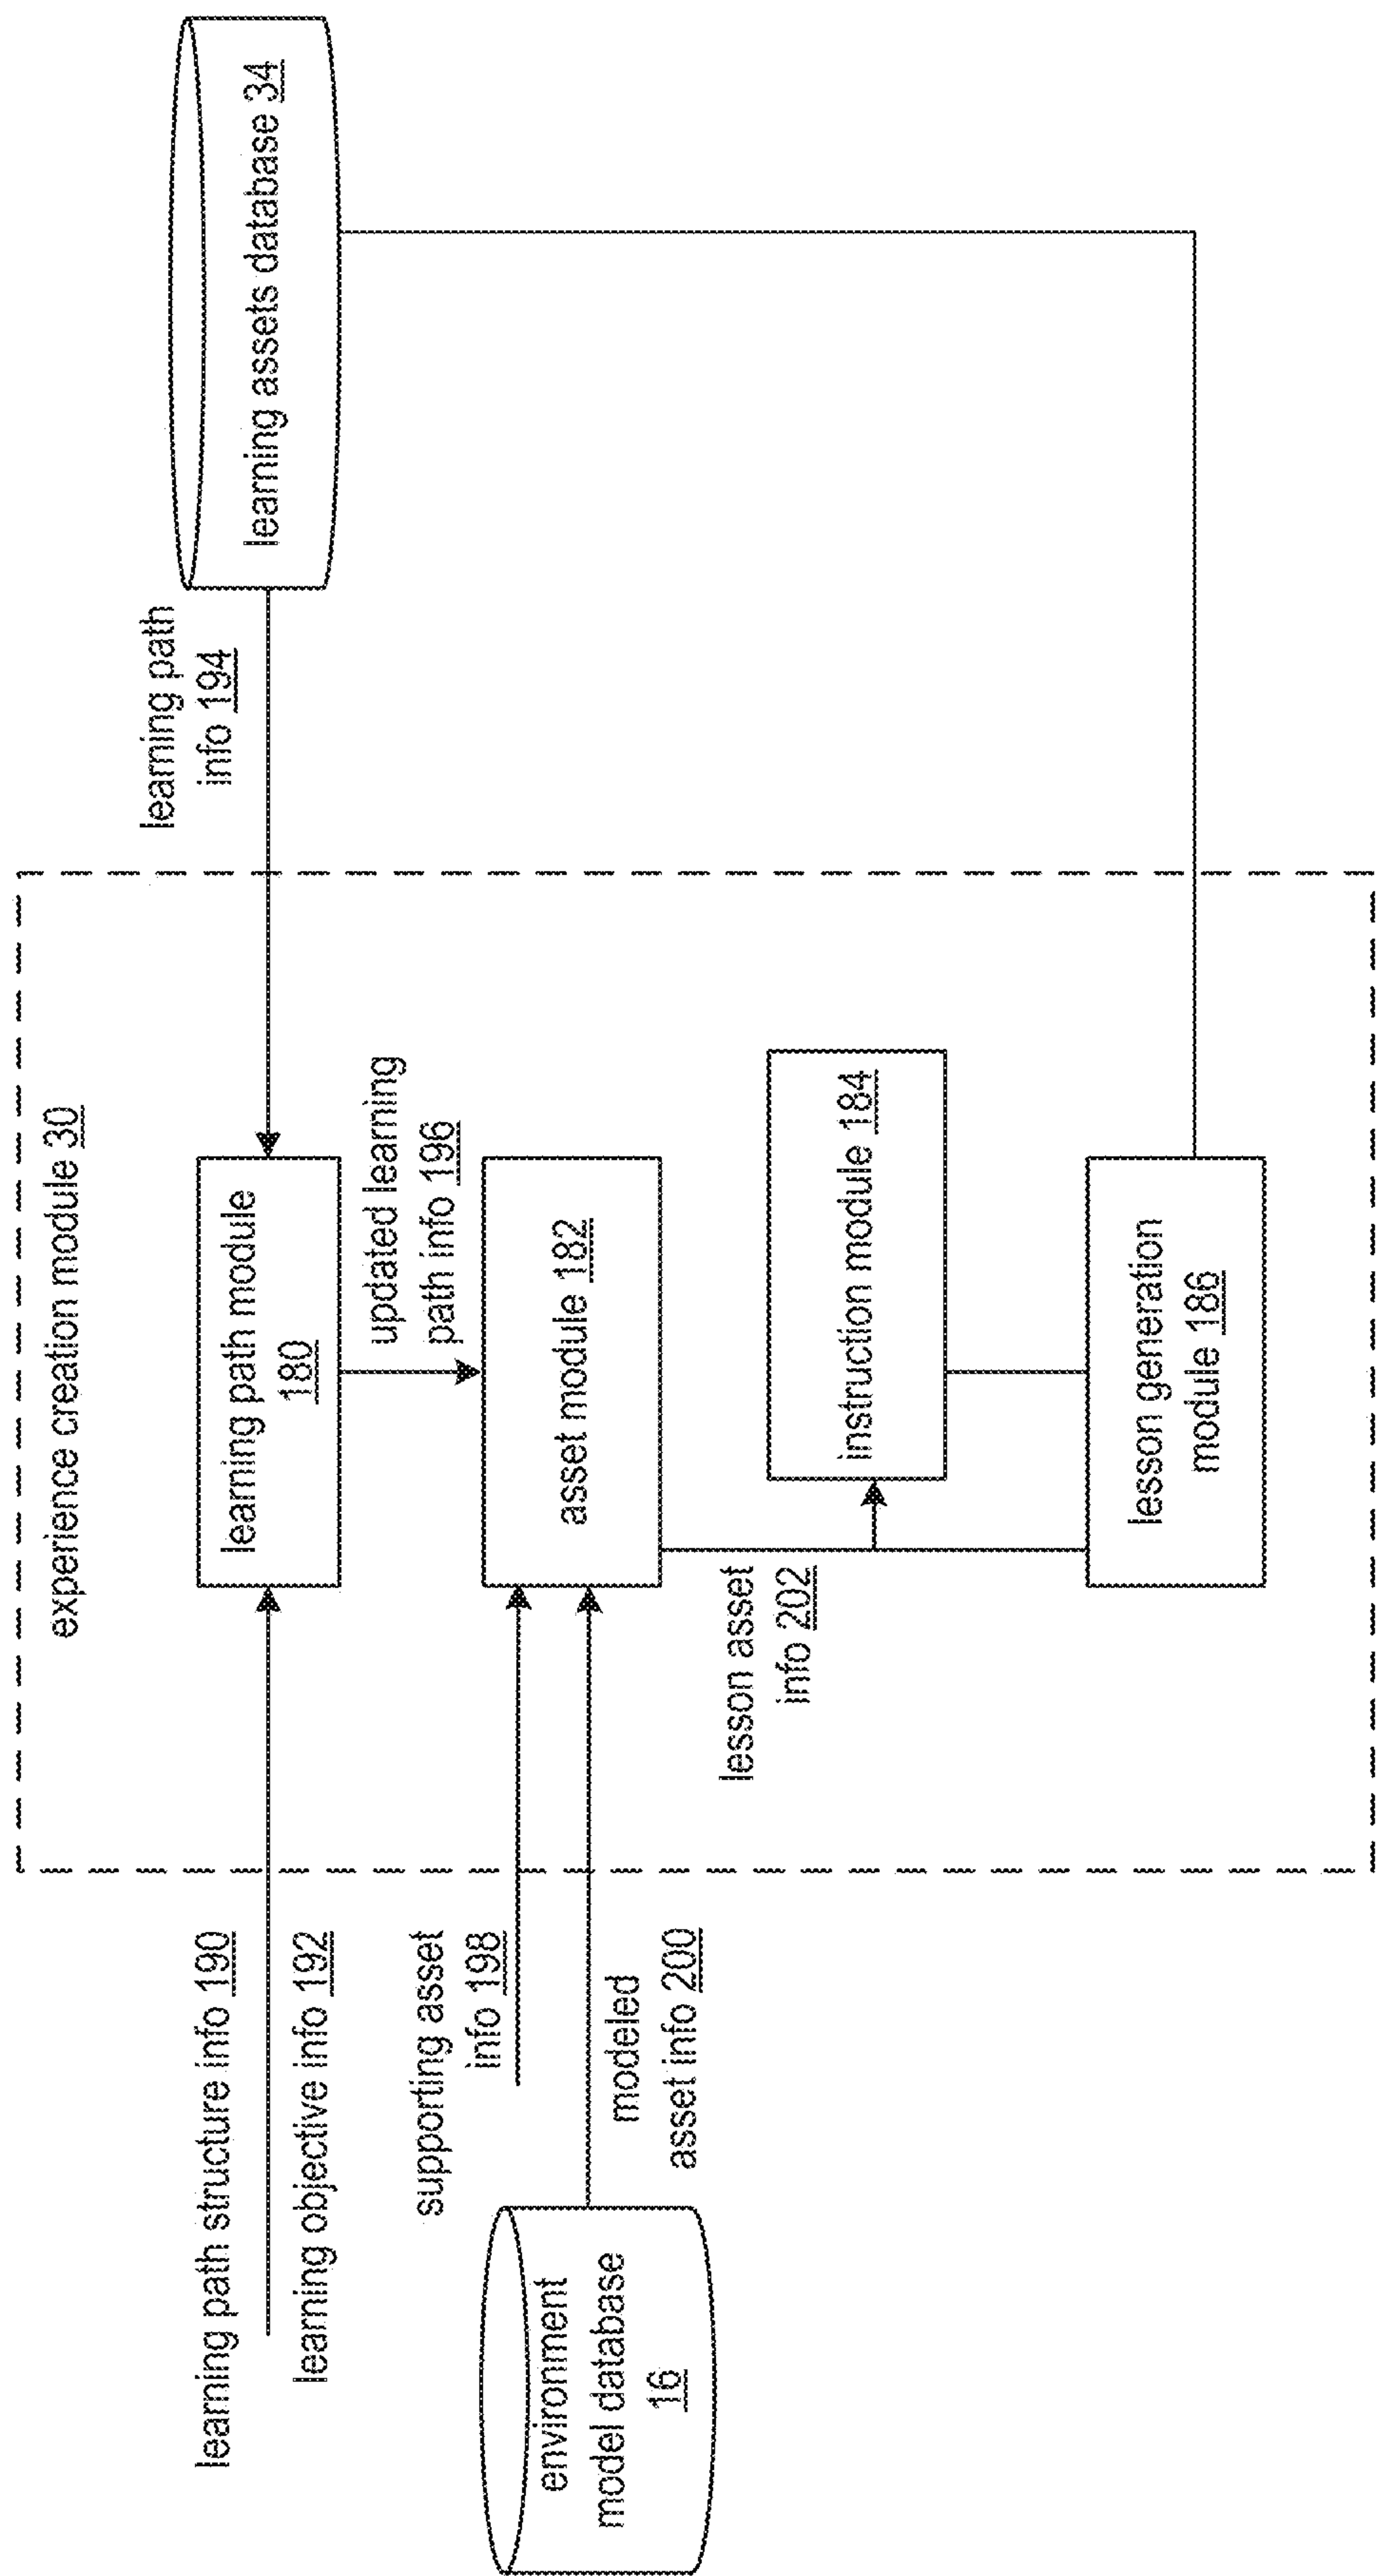 experience creation module 30
learning path structure info 190
learning objective info 192
learning path module
180
learning path
info 194
learning assets database 34
updated learning
path info 196
supporting asset
info 198
asset module 182
environment
model database
16
modeled
asset info 200
lesson asset
info 202
instruction module 184
lesson generation
module 186